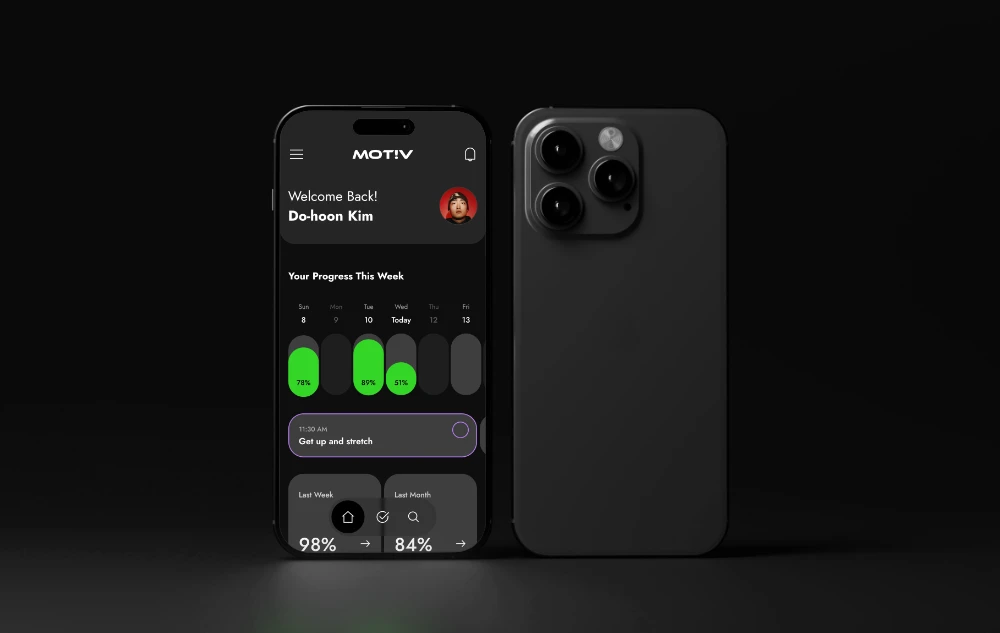 MOT!V
Welcome Back!
Do-hoon Kim
Your Progress This Week
Sun Mon Tue Wed Thu Fri
8 9 10 Today 12 13
78% 89% 51%
11:30 AM
Get up and stretch
Last Week Last Month
98% 84%